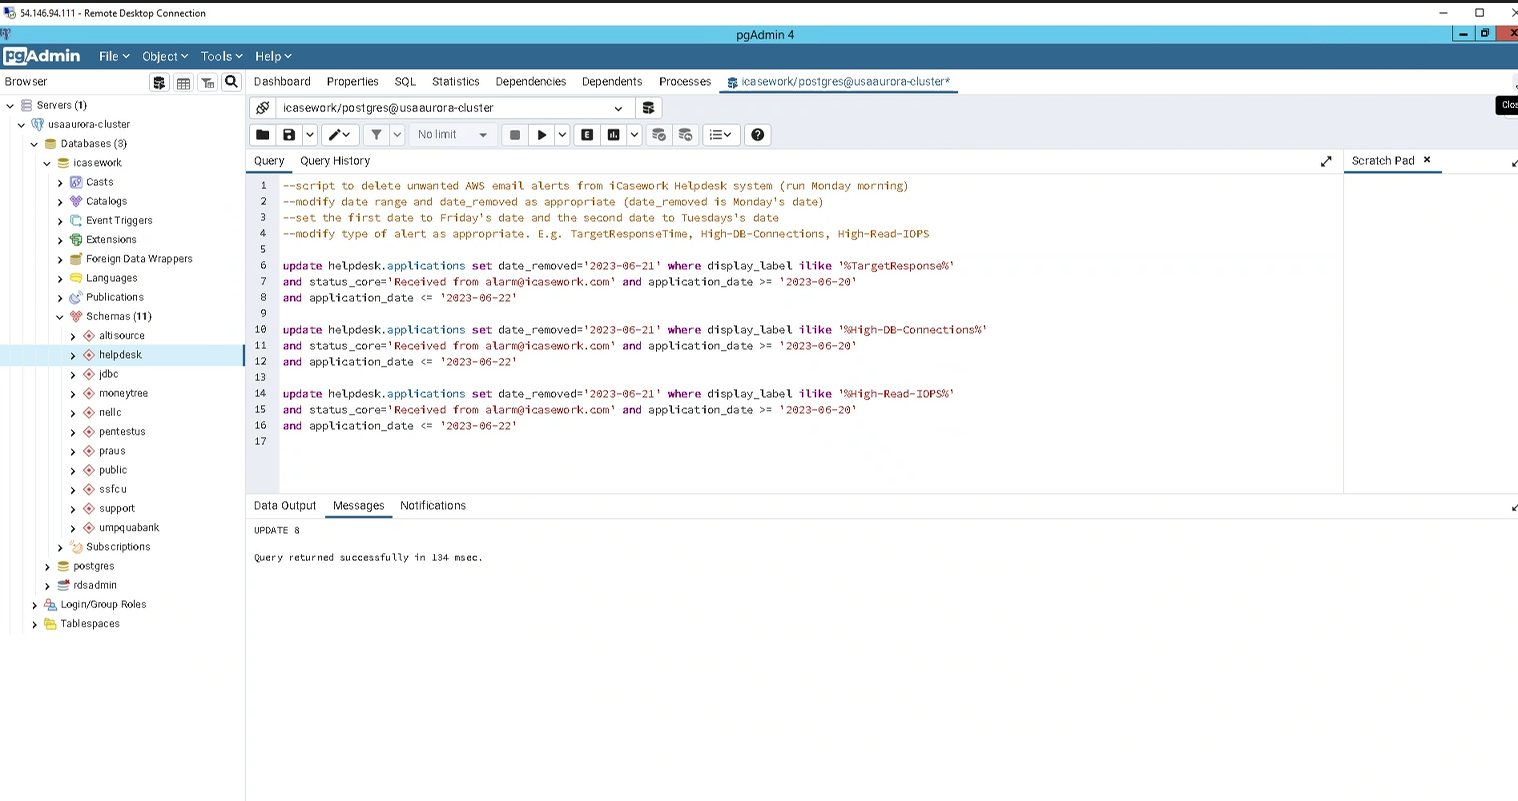 54.146.94.111 - Remote Desktop Connection
pgAdmin 4
pgAdmin File Object Tools Help
Browser
Dashboard Properties SQL Statistics Dependencies Dependents Processes icasework/postgres@usaaurora-cluster*
Servers (1)
usaaurora-cluster
Databases (3)
icasework
Casts
Catalogs
Event Triggers
Extensions
Foreign Data Wrappers
Languages
Publications
Schemas (11)
altisource
helpdesk
jdbc
moneytree
nellc
pentestus
praus
public
ssfcu
support
umpquabank
Subscriptions
postgres
rdsadmin
Login/Group Roles
Tablespaces
icasework/postgres@usaaurora-cluster
Clos
No limit
E
Query Query History
Scratch Pad
1 --script to delete unwanted AWS email alerts from iCasework Helpdesk system (run Monday morning)
2 --modify date range and date_removed as appropriate (date_removed is Monday's date)
3 --set the first date to Friday's date and the second date to Tuesdays's date
4 --modify type of alert as appropriate. E.g. TargetResponseTime, High-DB-Connections, High-Read-IOPS
5
6 update helpdesk.applications set date_removed='2023-06-21' where display_label ilike '%TargetResponse%'
7 and status_core='Received from alarm@icasework.com' and application_date >= '2023-06-20'
8 and application_date <= '2023-06-22'
9
10 update helpdesk.applications set date_removed='2023-06-21' where display_label ilike '%High-DB-Connections%'
11 and status_core='Received from alarm@icasework.com' and application_date >= '2023-06-20'
12 and application_date <= '2023-06-22'
13
14 update helpdesk.applications set date_removed='2023-06-21' where display_label ilike '%High-Read-IOPS%'
15 and status_core='Received from alarm@icasework.com' and application_date >= '2023-06-20'
16 and application_date <= '2023-06-22'
17
Data Output Messages Notifications
UPDATE 8
Query returned successfully in 134 msec.